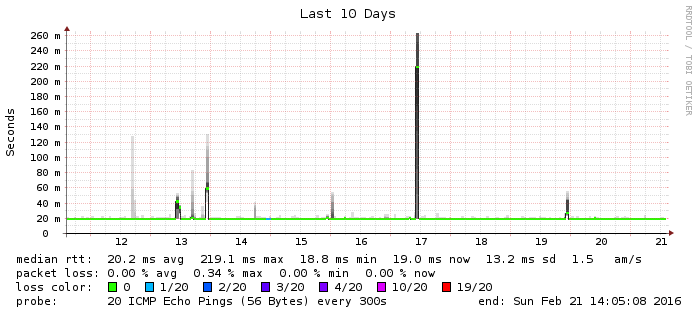 Last 10 Days
RRDTOOL / TOBI OETIKER
Seconds
260 m
240 m
220 m
200 m
180 m
160 m
140 m
120 m
100 m
80 m
60 m
40 m
20 m
0
12 13 14 15 16 17 18 19 20 21
median rtt: 20.2 ms avg 219.1 ms max 18.8 ms min 19.0 ms now 13.2 ms sd 1.5 am/s
packet loss: 0.00 % avg 0.34 % max 0.00 % min 0.00 % now
loss color: 0 1/20 2/20 3/20 4/20 10/20 19/20
probe: 20 ICMP Echo Pings (56 Bytes) every 300s end: Sun Feb 21 14:05:08 2016